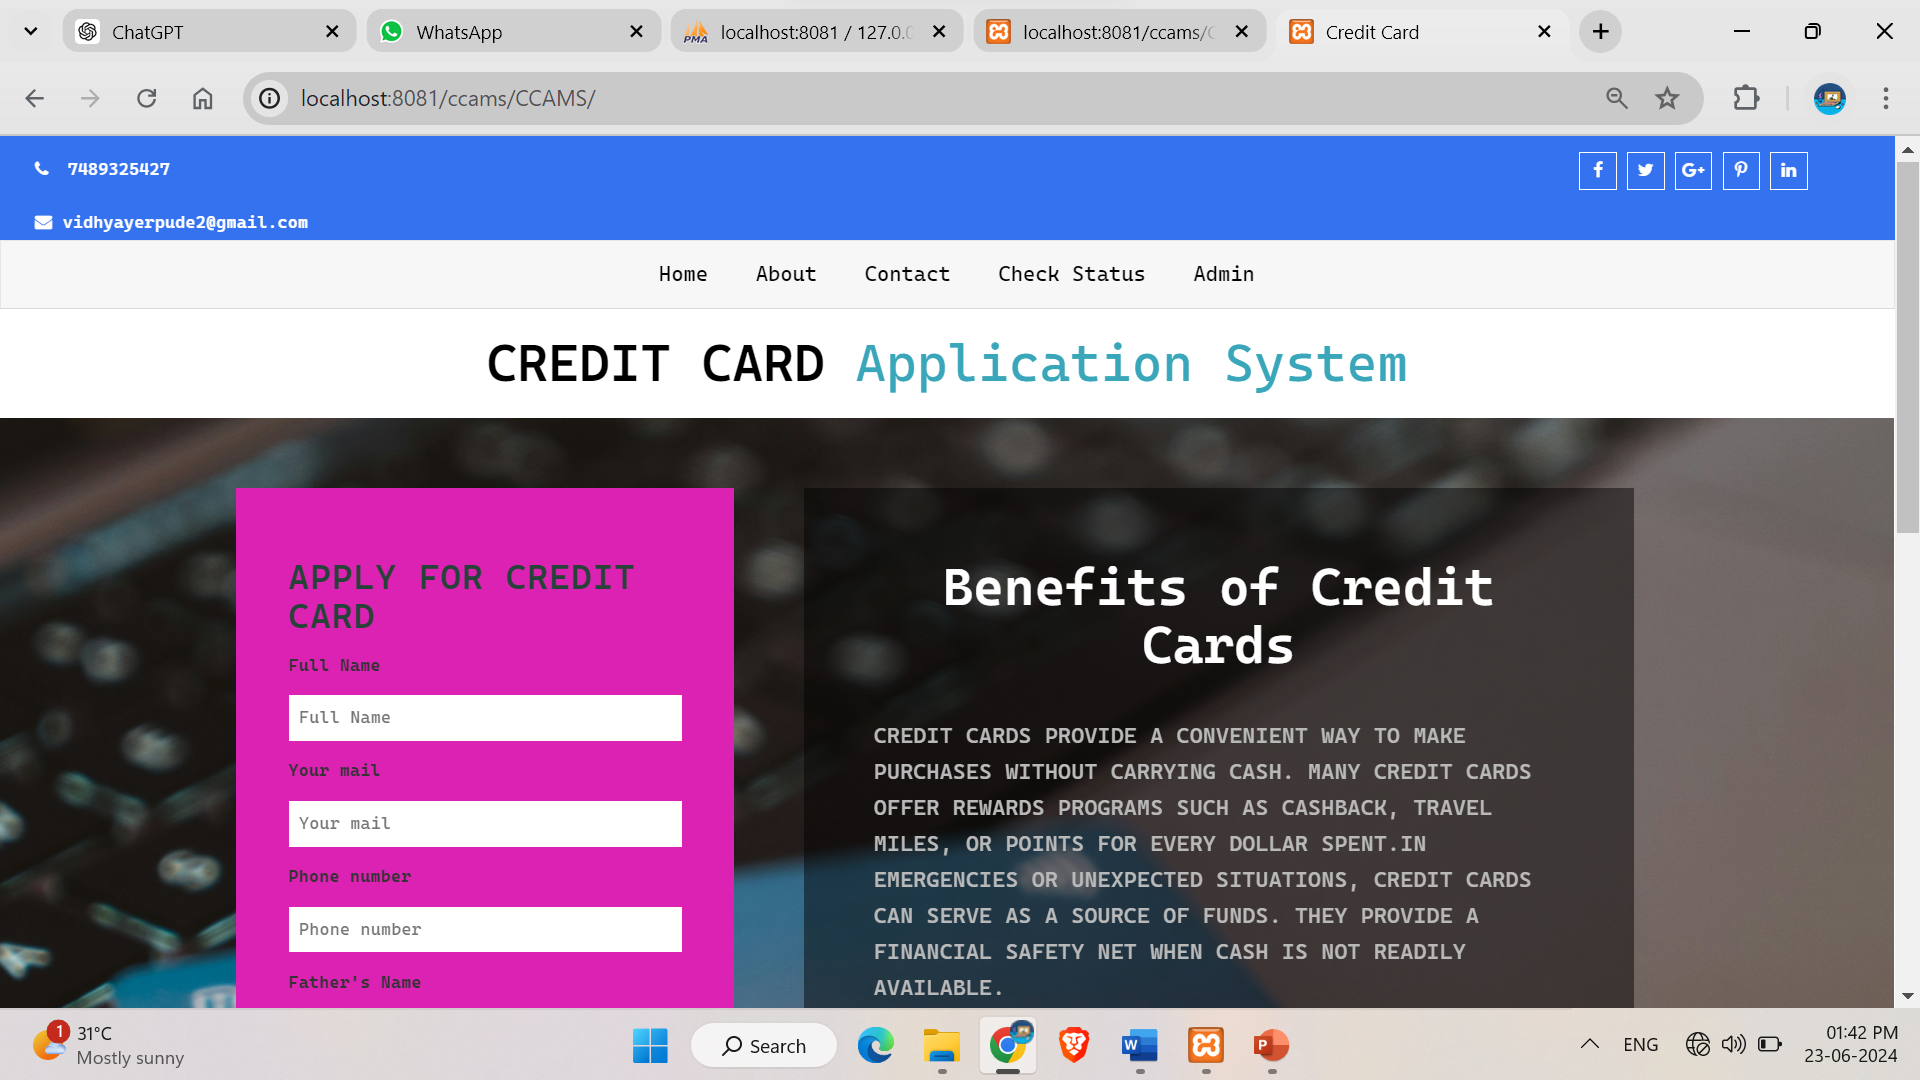 ChatGPT
WhatsApp
PMA
localhost:8081 / 127.0.0
localhost:8081/ccams/C
Credit Card
localhost:8081/ccams/CCAMS/
7489325427
vidhyayerpude2@gmail.com
Home
About
Contact
Check Status
Admin
CREDIT CARD Application System
APPLY FOR CREDIT
CARD
Full Name
Full Name
Your mail
Your mail
Phone number
Phone number
Father's Name
Benefits of Credit
Cards
CREDIT CARDS PROVIDE A CONVENIENT WAY TO MAKE
PURCHASES WITHOUT CARRYING CASH. MANY CREDIT CARDS
OFFER REWARDS PROGRAMS SUCH AS CASHBACK, TRAVEL
MILES, OR POINTS FOR EVERY DOLLAR SPENT.IN
EMERGENCIES OR UNEXPECTED SITUATIONS, CREDIT CARDS
CAN SERVE AS A SOURCE OF FUNDS. THEY PROVIDE A
FINANCIAL SAFETY NET WHEN CASH IS NOT READILY
AVAILABLE.
1
31°C
Mostly sunny
Search
ENG
01:42 PM
23-06-2024